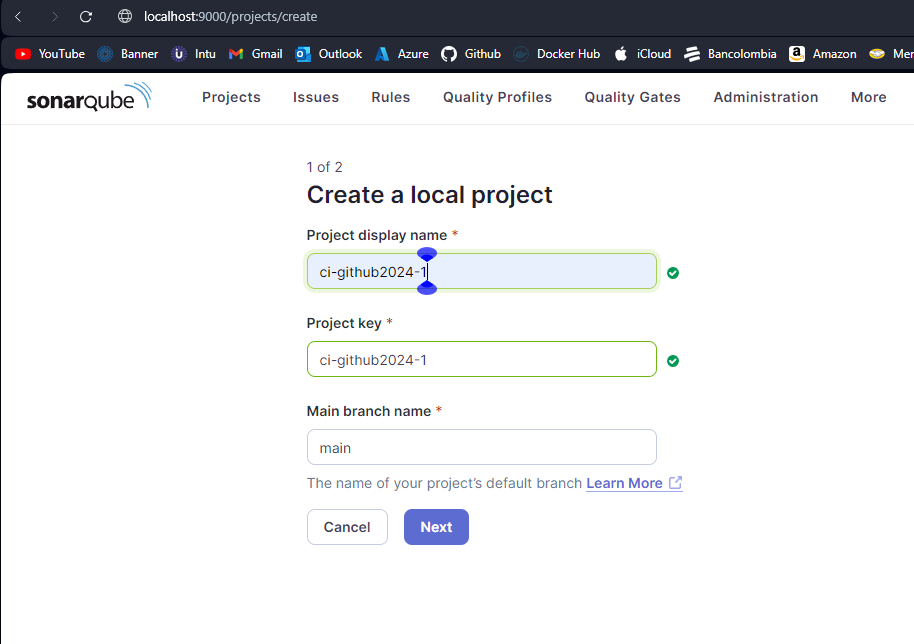 localhost:9000/projects/create
YouTube Banner Intu Gmail Outlook Azure Github Docker Hub iCloud Bancolombia Amazon Mer
sonarqube Projects Issues Rules Quality Profiles Quality Gates Administration More
1 of 2
Create a local project
Project display name *
ci-github2024-1
Project key *
ci-github2024-1
Main branch name *
main
The name of your project’s default branch Learn More
Cancel Next